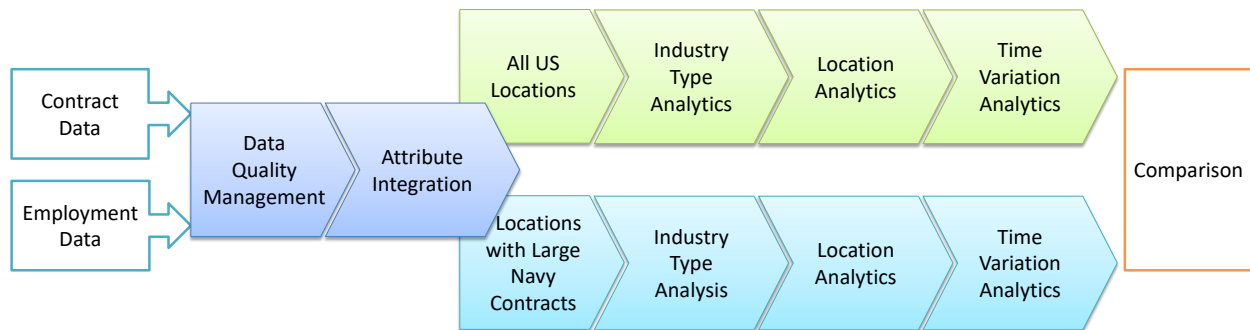 Contract
Data
Employment
Data
Data
Quality
Management
Attribute
Integration
All US
Locations
Industry
Type
Analytics
Location
Analytics
Time
Variation
Analytics
Locations
with Large
Navy
Contracts
Industry
Type
Analysis
Location
Analytics
Time
Variation
Analytics
Comparison